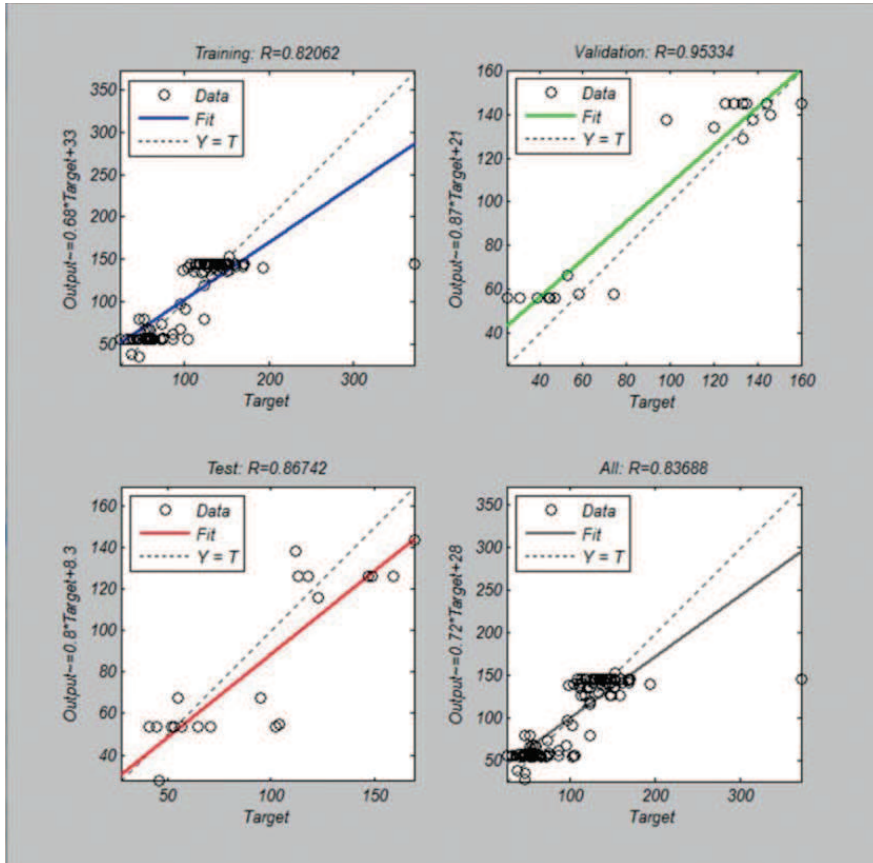 Training: R=0.82062
Output~=0.68*Target+33
350
300
250
200
150
100
50
Data
Fit
Y = T
100
200
300
Target
Validation: R=0.95334
Output~=0.87*Target+21
160
140
120
100
80
60
40
Data
Fit
Y = T
40
60
80
100
120
140
160
Target
Test: R=0.86742
Output~=0.8*Target+8.3
160
140
120
100
80
60
40
Data
Fit
Y = T
50
100
150
Target
All: R=0.83688
Output~=0.72*Target+28
350
300
250
200
150
100
50
Data
Fit
Y = T
100
200
300
Target